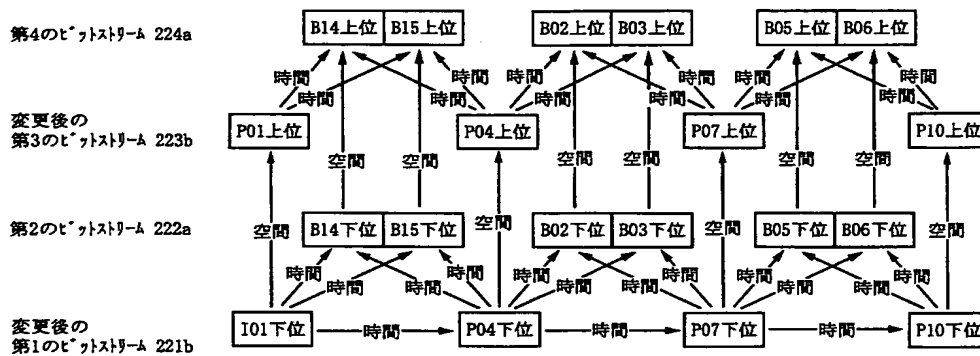 第4のﾋﾞｯﾄｽﾄﾘｰﾑ 224a
B14上位 B15上位 B02上位 B03上位 B05上位 B06上位
時間 時間 時間 時間 時間 時間
時間 時間 時間 時間 時間 時間
変更後の
第3のﾋﾞｯﾄｽﾄﾘｰﾑ 223b
P01上位 P04上位 P07上位 P10上位
空間 空間 空間 空間 空間 空間
第2のﾋﾞｯﾄｽﾄﾘｰﾑ 222a
空間 B14下位 B15下位 空間 B02下位 B03下位 空間 B05下位 B06下位 空間
時間 時間 時間 時間 時間 時間
時間 時間 時間 時間 時間 時間
変更後の
第1のﾋﾞｯﾄｽﾄﾘｰﾑ 221b
I01下位 時間 P04下位 時間 P07下位 時間 P10下位